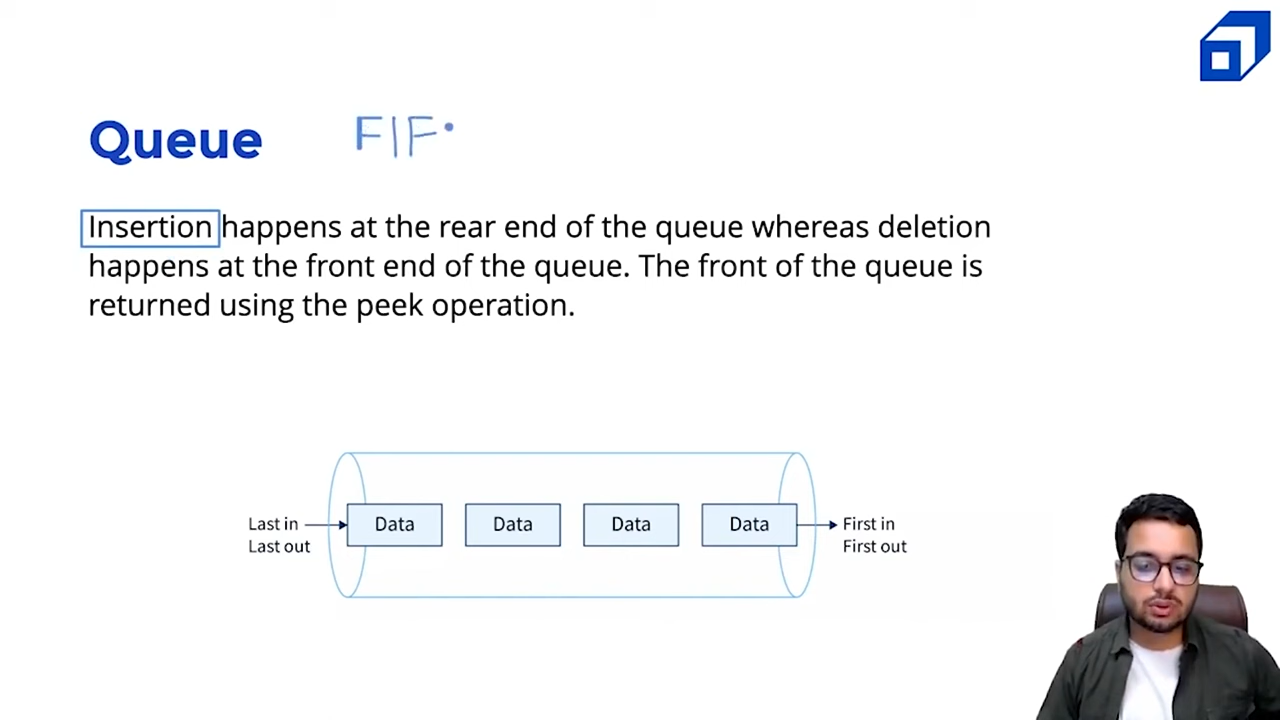 Queue FIF
Insertion happens at the rear end of the queue whereas deletion
happens at the front end of the queue. The front of the queue is
returned using the peek operation.
Last in
Last out
Data Data Data Data
First in
First out